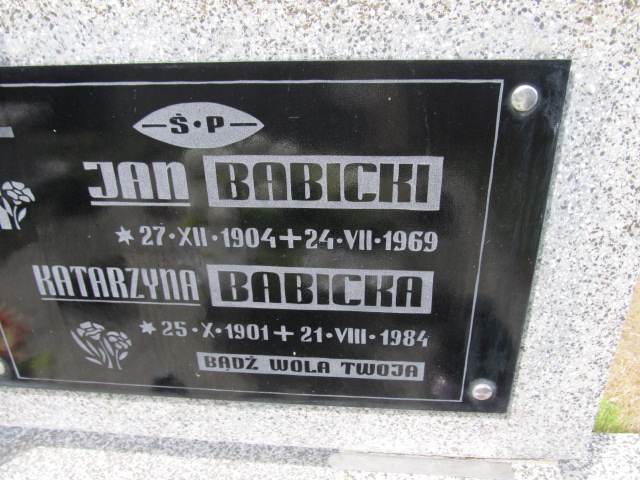 Ś·P
JAN BABICKI
* 27·XII·1904 + 24·VII·1969
KATARZYNA BABICKA
* 25·X·1901 + 21·VIII·1984
BĄDŹ WOLA TWOJA